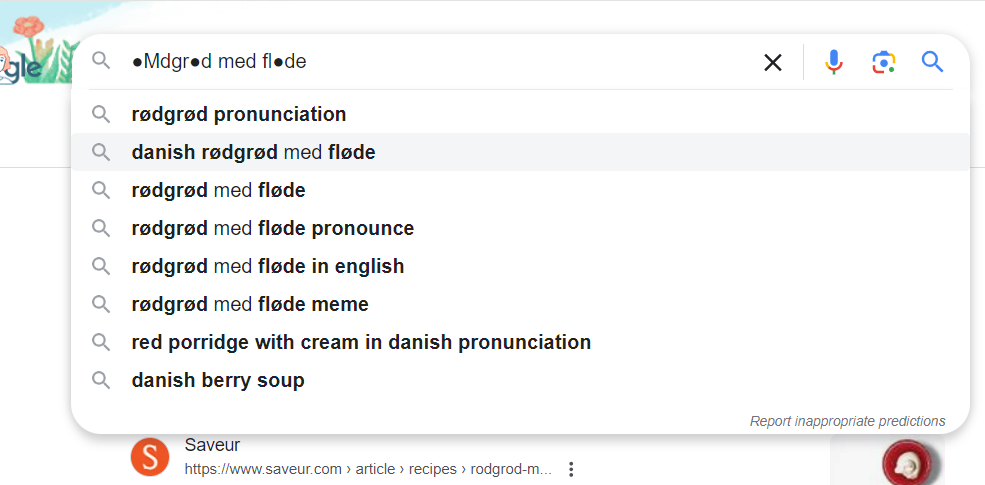 gle
●Mdgr●d med fl●de
rødgrød pronunciation
danish rødgrød med fløde
rødgrød med fløde
rødgrød med fløde pronounce
rødgrød med fløde in english
rødgrød med fløde meme
red porridge with cream in danish pronunciation
danish berry soup
Report inappropriate predictions
S
Saveur
https://www.saveur.com › article › recipes › rodgrod-m...